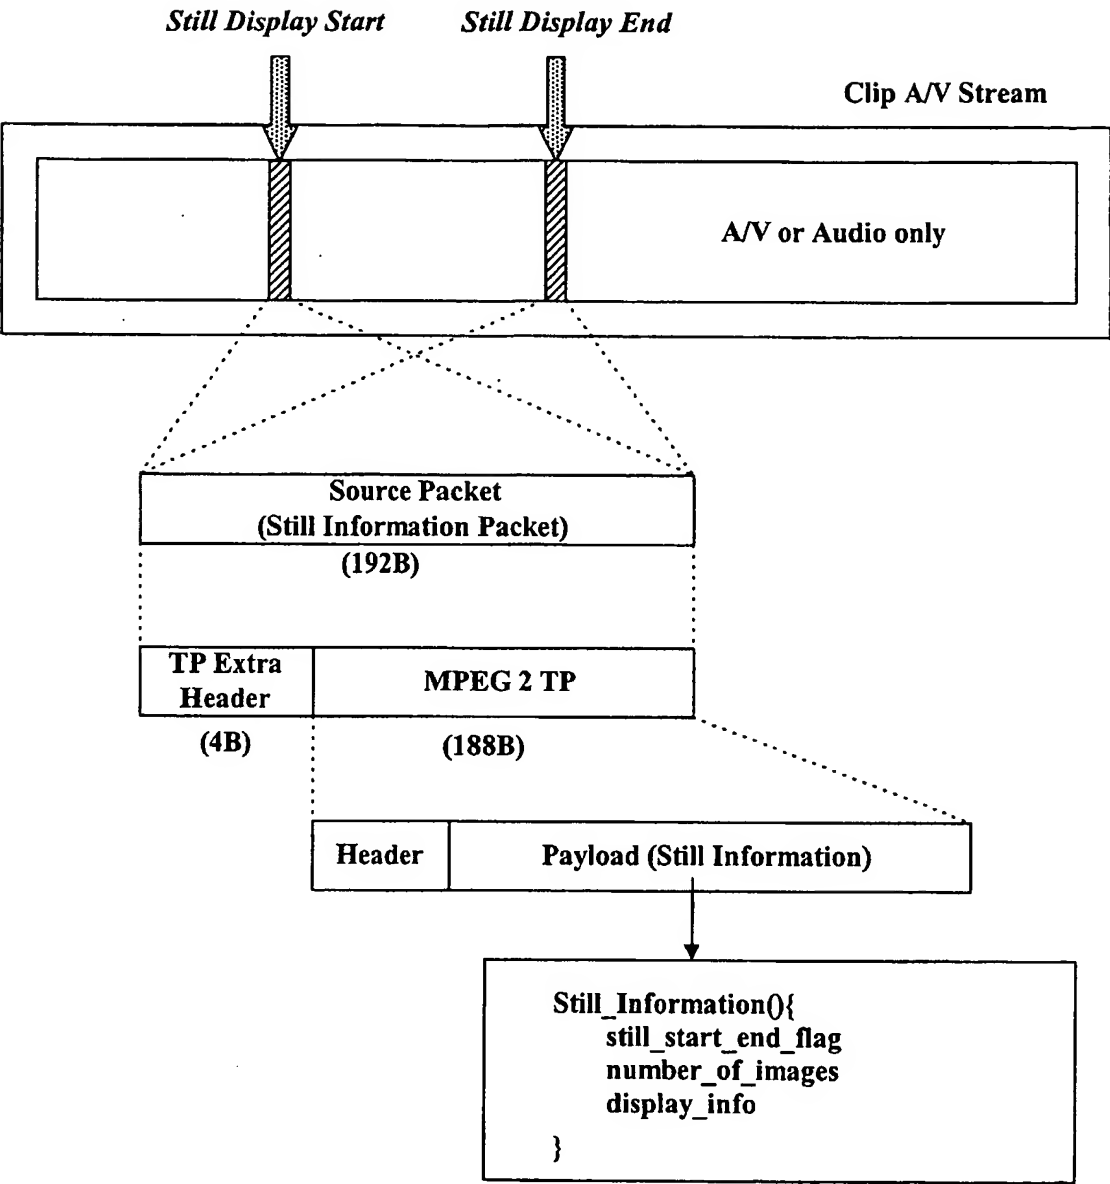 Still Display Start
Still Display End
Clip A/V Stream
A/V or Audio only
Source Packet
(Still Information Packet)
(192B)
TP Extra
Header
MPEG 2 TP
(4B)
(188B)
Header
Payload (Still Information)
Still_Information(){
still_start_end_flag
number_of_images
display_info
}